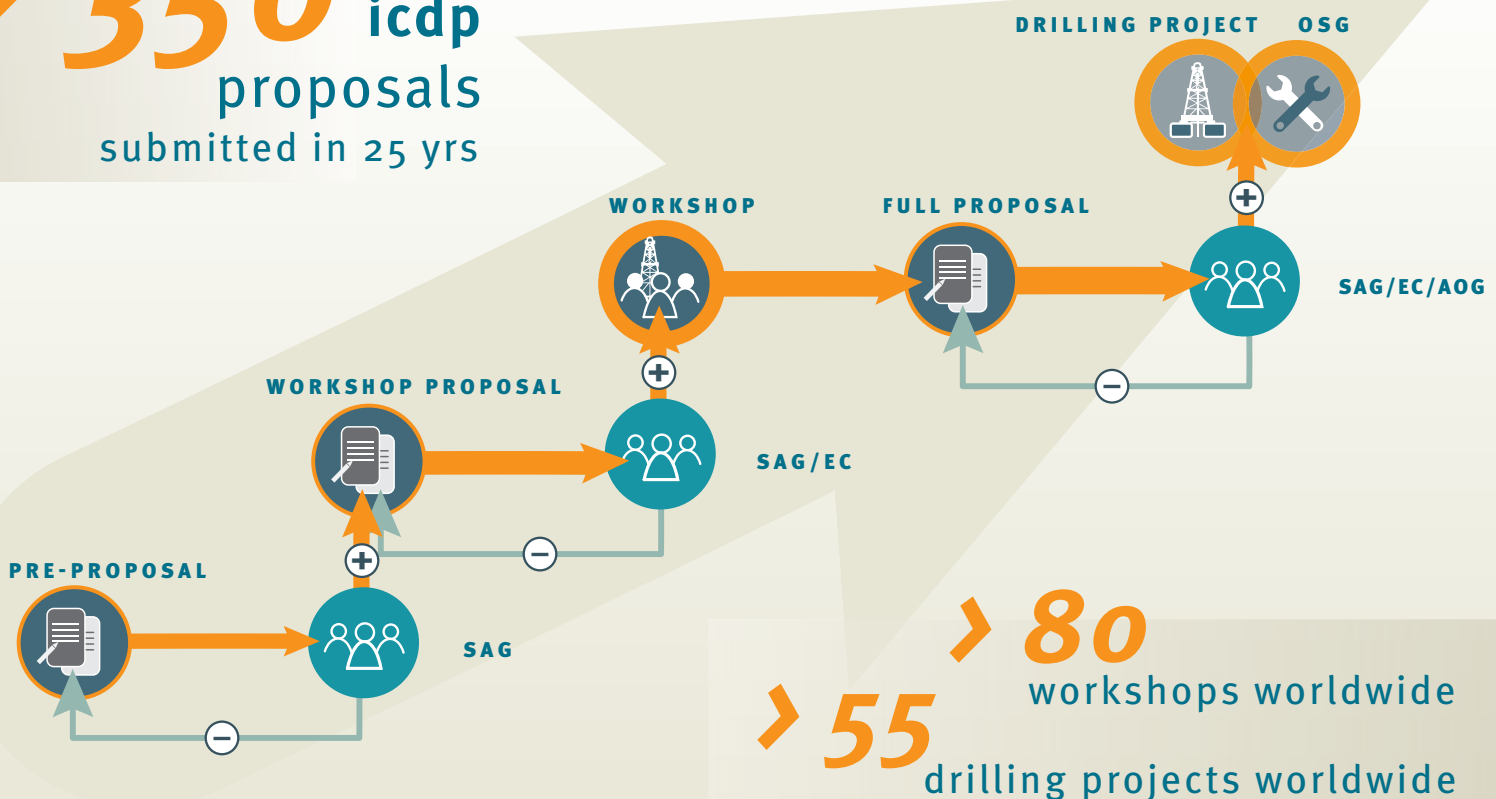 350 icdp
proposals
submitted in 25 yrs
DRILLING PROJECT OSG
WORKSHOP
FULL PROPOSAL
SAG/EC/AOG
WORKSHOP PROPOSAL
SAG/EC
PRE-PROPOSAL
SAG
> 80
workshops worldwide
> 55
drilling projects worldwide